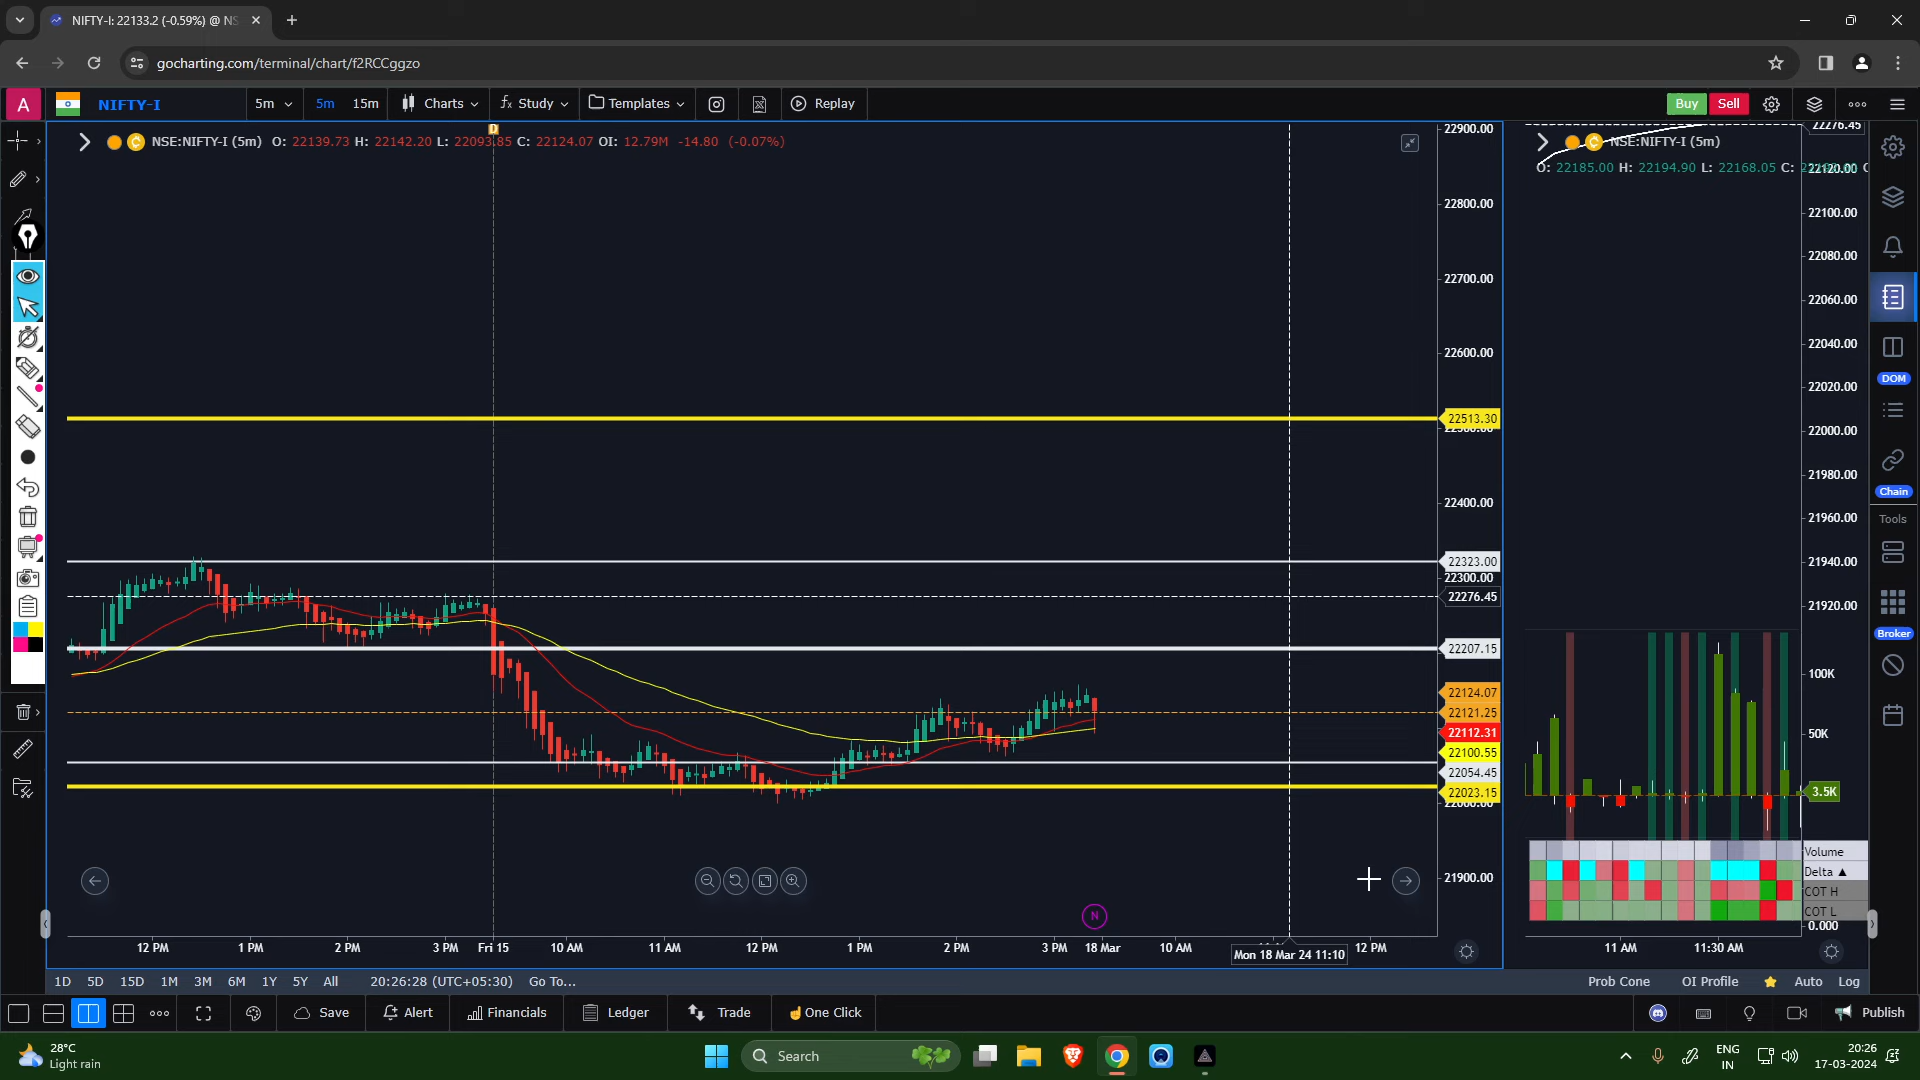 NIFTY-I: 22133.2 (-0.59%) @ NS
gocharting.com/terminal/chart/f2RCCggzo
A NIFTY-I 5m 5m 15m Charts fx Study Templates Replay Buy Sell
D
NSE:NIFTY-I (5m) O: 22139.73 H: 22142.20 L: 22093.85 C: 22124.07 OI: 12.79M -14.80 (-0.07%)
22900.00
22800.00
22700.00
22600.00
22513.30
22400.00
22323.00
22300.00
22276.45
22207.15
22124.07
22121.25
22112.31
22100.55
22054.45
22023.15
22000.00
21900.00
N
12 PM 1 PM 2 PM 3 PM Fri 15 10 AM 11 AM 12 PM 1 PM 2 PM 3 PM 18 Mar 10 AM 12 PM
Mon 18 Mar 24 11:10
NSE:NIFTY-I (5m)
O: 22185.00 H: 22194.90 L: 22168.05 C:
22276.45
22120.00
22100.00
22080.00
22060.00
22040.00
22020.00
22000.00
21980.00
21960.00
21940.00
21920.00
100K
50K
3.5K
Volume
Delta ▲
COT H
COT L
0.000
11 AM 11:30 AM
DOM
Chain
Tools
Broker
1D 5D 15D 1M 3M 6M 1Y 5Y All 20:26:28 (UTC+05:30) Go To... Prob Cone OI Profile Auto Log
Save Alert Financials Ledger Trade One Click Publish
28°C
Light rain
Search
ENG
IN
20:26
17-03-2024